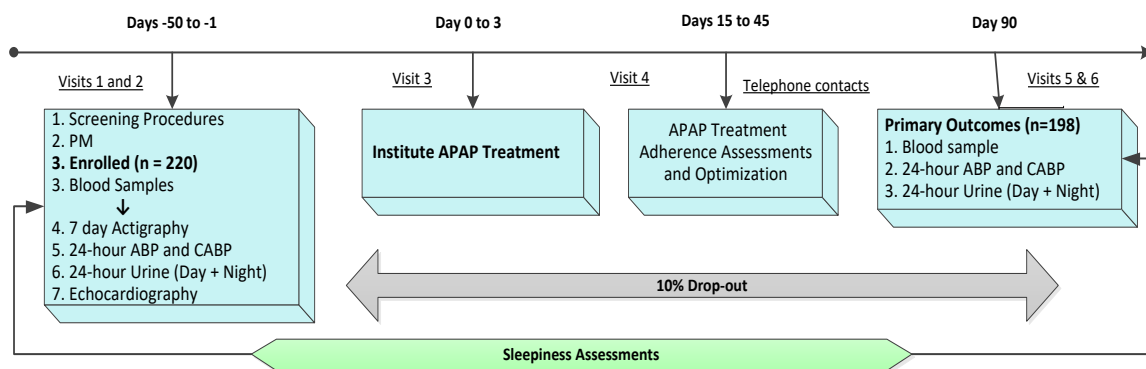 Days -50 to -1
Day 0 to 3
Days 15 to 45
Day 90
Visits 1 and 2
Visit 3
Visit 4
Telephone contacts
Visits 5 & 6
1. Screening Procedures
2. PM
3. Enrolled (n = 220)
3. Blood Samples
4. 7 day Actigraphy
5. 24-hour ABP and CABP
6. 24-hour Urine (Day + Night)
7. Echocardiography
Institute APAP Treatment
APAP Treatment
Adherence Assessments
and Optimization
Primary Outcomes (n=198)
1. Blood sample
2. 24-hour ABP and CABP
3. 24-hour Urine (Day + Night)
10% Drop-out
Sleepiness Assessments